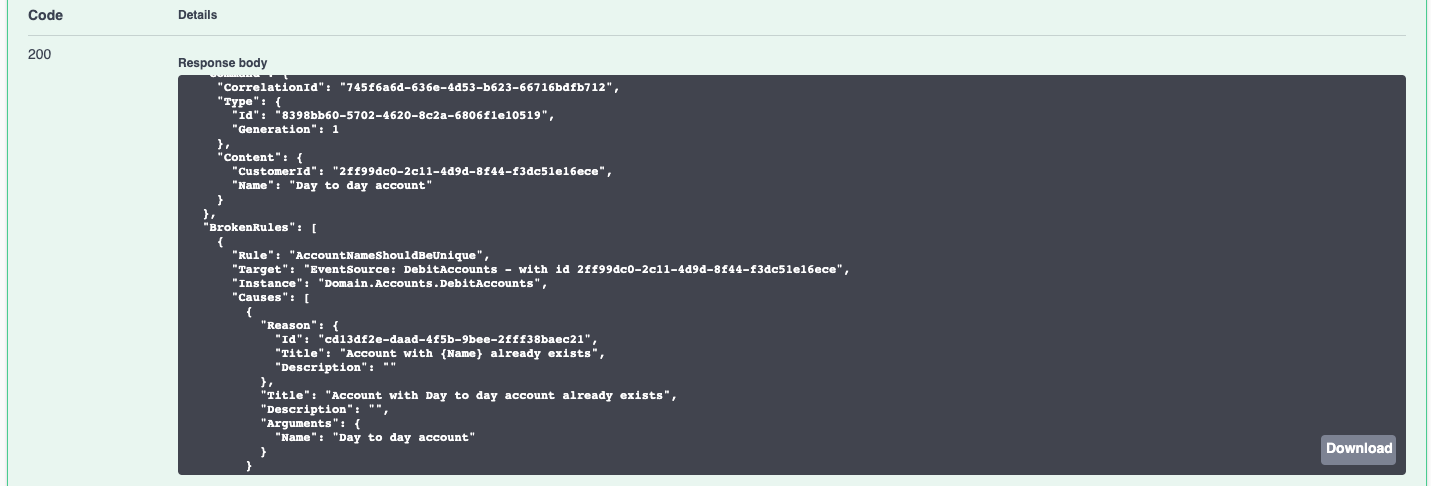 Code Details
200
Response body
"Command": {
"CorrelationId": "745f6a6d-636e-4d53-b623-66716bdfb712",
"Type": {
"Id": "8398bb60-5702-4620-8c2a-6806f1e10519",
"Generation": 1
},
"Content": {
"CustomerId": "2ff99dc0-2c11-4d9d-8f44-f3dc51e16ece",
"Name": "Day to day account"
}
},
"BrokenRules": [
{
"Rule": "AccountNameShouldBeUnique",
"Target": "EventSource: DebitAccounts - with id 2ff99dc0-2c11-4d9d-8f44-f3dc51e16ece",
"Instance": "Domain.Accounts.DebitAccounts",
"Causes": [
{
"Reason": {
"Id": "cd13df2e-daad-4f5b-9bee-2fff38baec21",
"Title": "Account with {Name} already exists",
"Description": ""
},
"Title": "Account with Day to day account already exists",
"Description": "",
"Arguments": {
"Name": "Day to day account"
}
}
Download